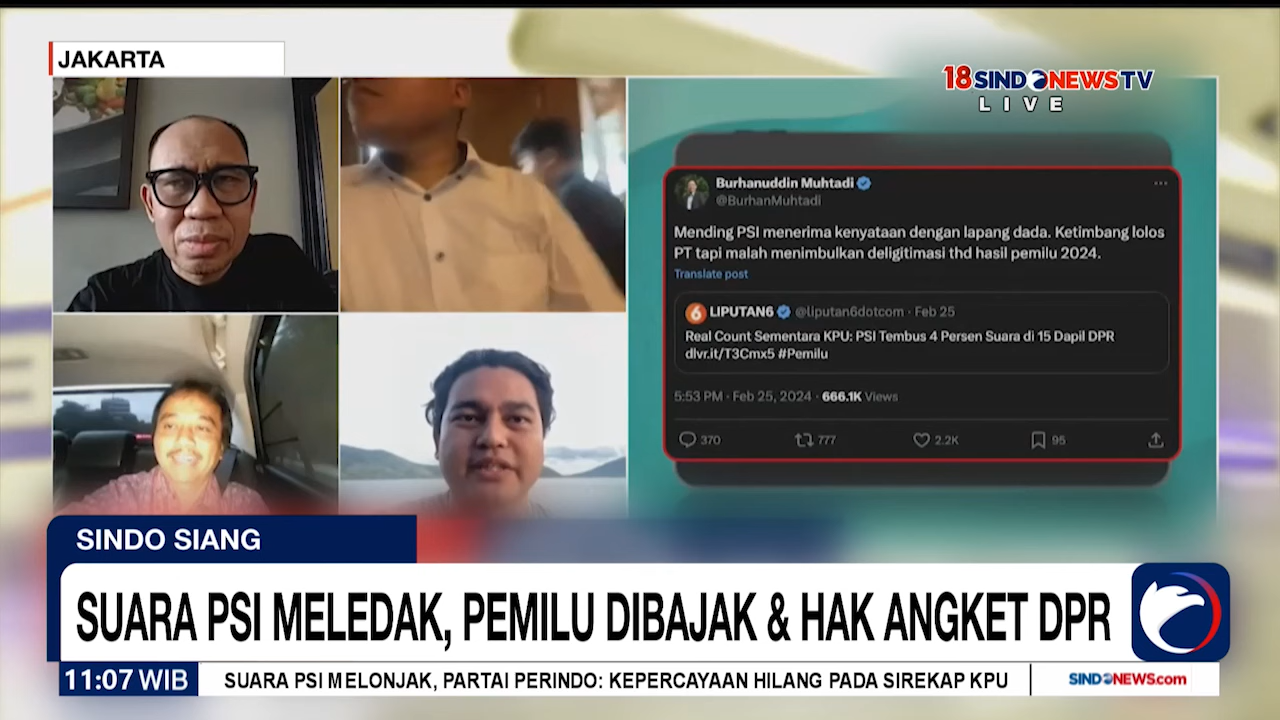 JAKARTA
18 SINDONEWS TV
LIVE
Burhanuddin Muhtadi
@BurhanMuhtadi
Mending PSI menerima kenyataan dengan lapang dada. Ketimbang lolos
PT tapi malah menimbulkan deligitimasi thd hasil pemilu 2024.
Translate post
LIPUTAN6 @liputan6dotcom · Feb 25
Real Count Sementara KPU: PSI Tembus 4 Persen Suara di 15 Dapil DPR
dlvr.it/T3Cmx5 #Pemilu
5:53 PM · Feb 25, 2024 · 666.1K Views
370 777 2.2K 95
SINDO SIANG
SUARA PSI MELEDAK, PEMILU DIBAJAK & HAK ANGKET DPR
11:07 WIB SUARA PSI MELONJAK, PARTAI PERINDO: KEPERCAYAAN HILANG PADA SIREKAP KPU SINDONEWS.com